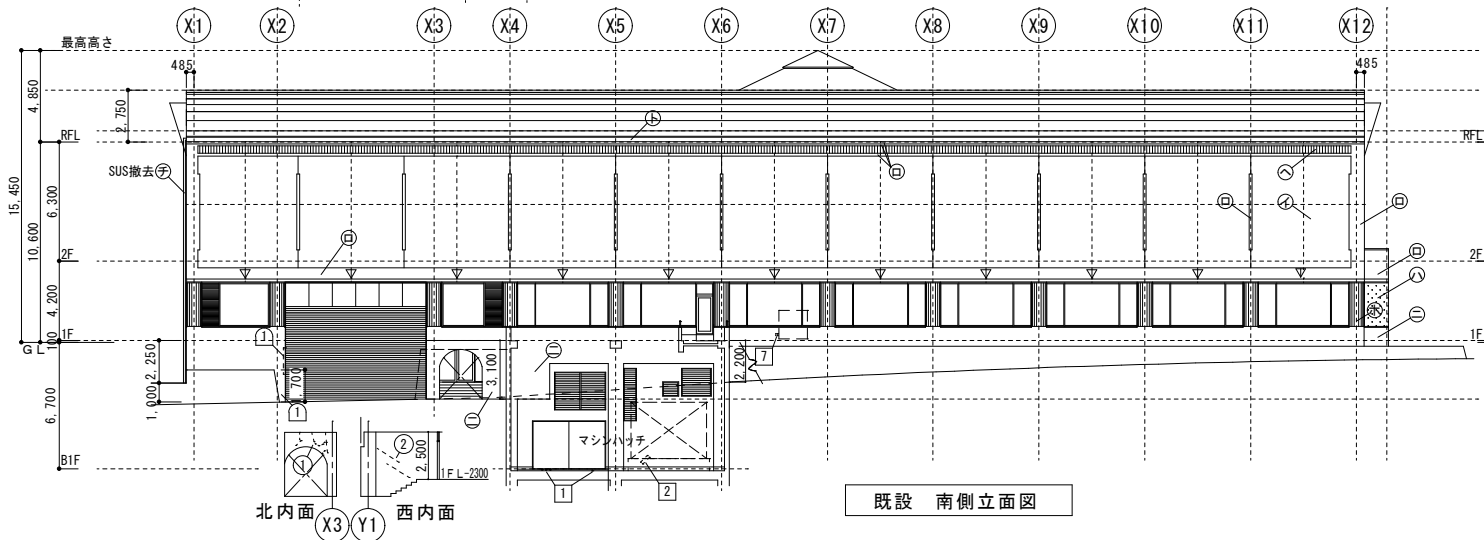 X1 X2 X3 X4 X5 X6 X7 X8 X9 X10 X11 X12
最高高さ
485
485
4,850
2,750
ト
RFL
RFL
SUS撤去 チ
ロ
ヘ
15,450
10,600
6,300
ロ
イ
ロ
ロ
2F
2F
ロ
ハ
4,200
ホ
ニ
1F
1F
100
GL
1
ニ
7
2,250
3,100
2,200
1,700
1,000
1
ニ
6,700
マシンハッチ
1
2
2,500
1FL-2300
B1F
1
2
北内面
X3
Y1
西内面
既設 南側立面図